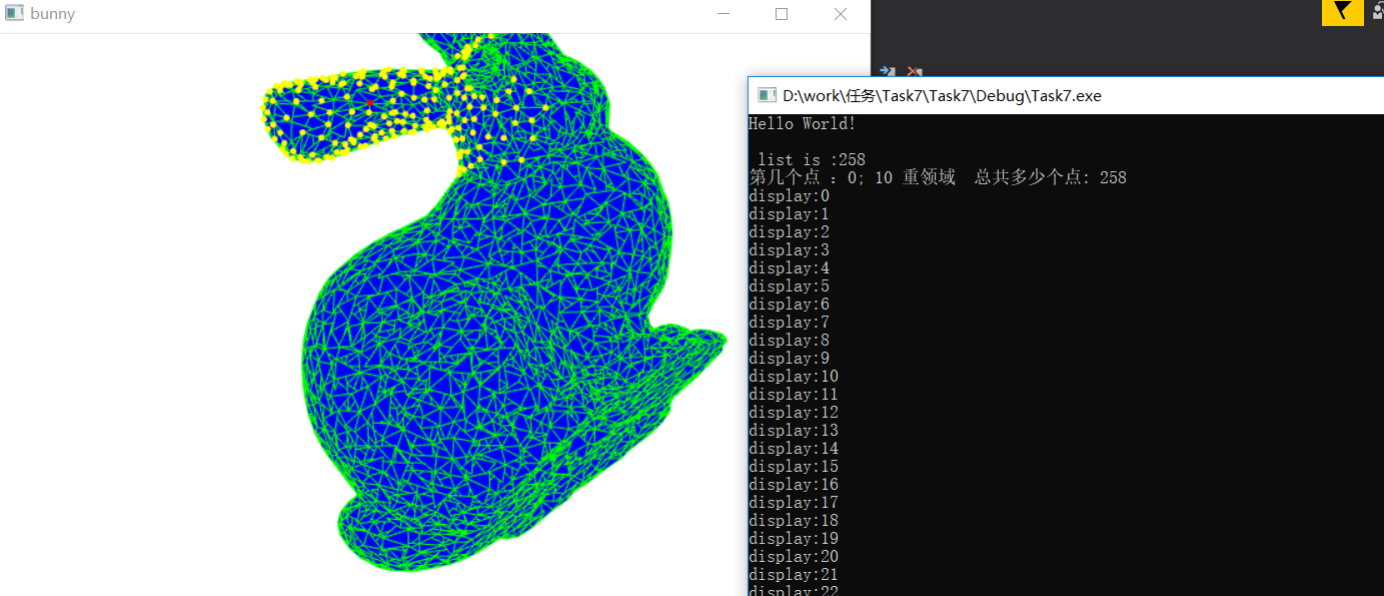 bunny
D:\work\任务\Task7\Task7\Debug\Task7.exe
Hello World!
list is :258
第几个点 : 0; 10 重领域  总共多少个点: 258
display:0
display:1
display:2
display:3
display:4
display:5
display:6
display:7
display:8
display:9
display:10
display:11
display:12
display:13
display:14
display:15
display:16
display:17
display:18
display:19
display:20
display:21
display:22